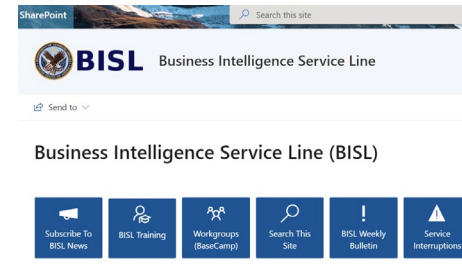 SharePoint
Search this site
BISL Business Intelligence Service Line
Send to
Business Intelligence Service Line (BISL)
Subscribe To
BISL News
BISL Training
Workgroups
(BaseCamp)
Search This
Site
BISL Weekly
Bulletin
Service
Interruptions